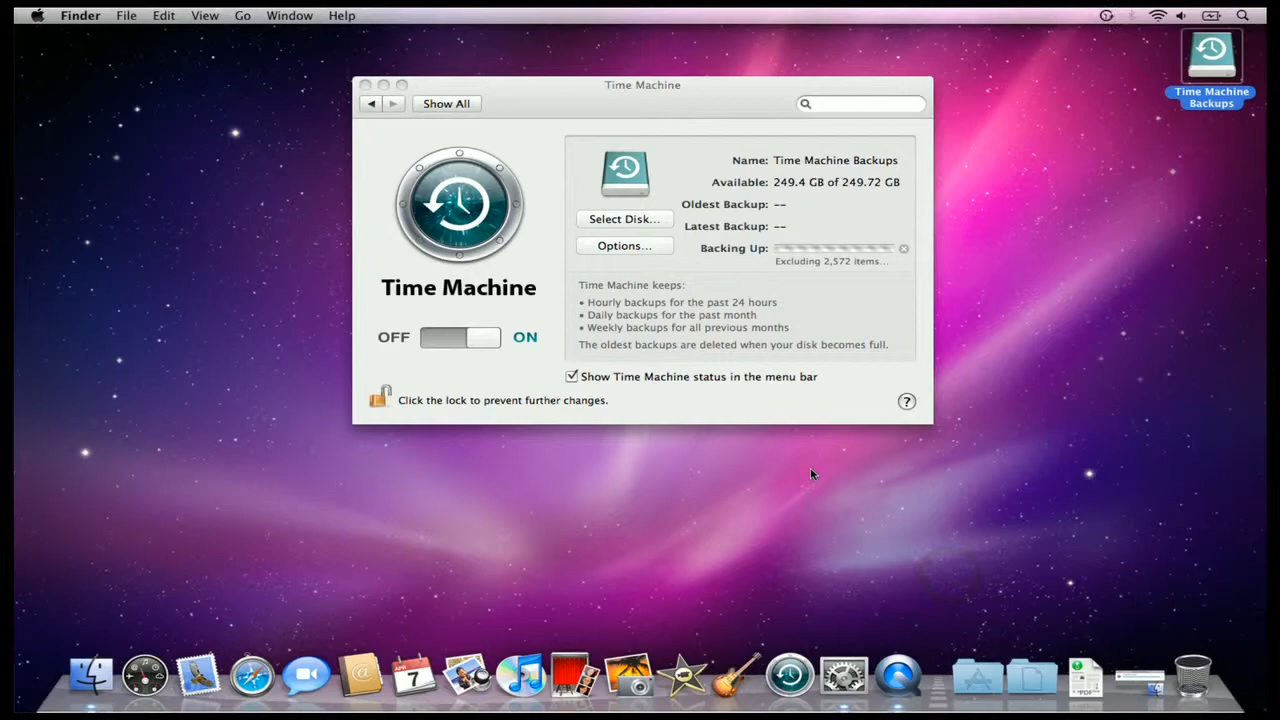 Finder File Edit View Go Window Help
Time Machine
Show All
Time Machine
Backups
Name: Time Machine Backups
Available: 249.4 GB of 249.72 GB
Oldest Backup: --
Select Disk...
Latest Backup: --
Options...
Backing Up:
Excluding 2,572 items...
Time Machine
Time Machine keeps:
• Hourly backups for the past 24 hours
• Daily backups for the past month
• Weekly backups for all previous months
The oldest backups are deleted when your disk becomes full.
OFF ON
Show Time Machine status in the menu bar
Click the lock to prevent further changes.
?
APR
7
PDF